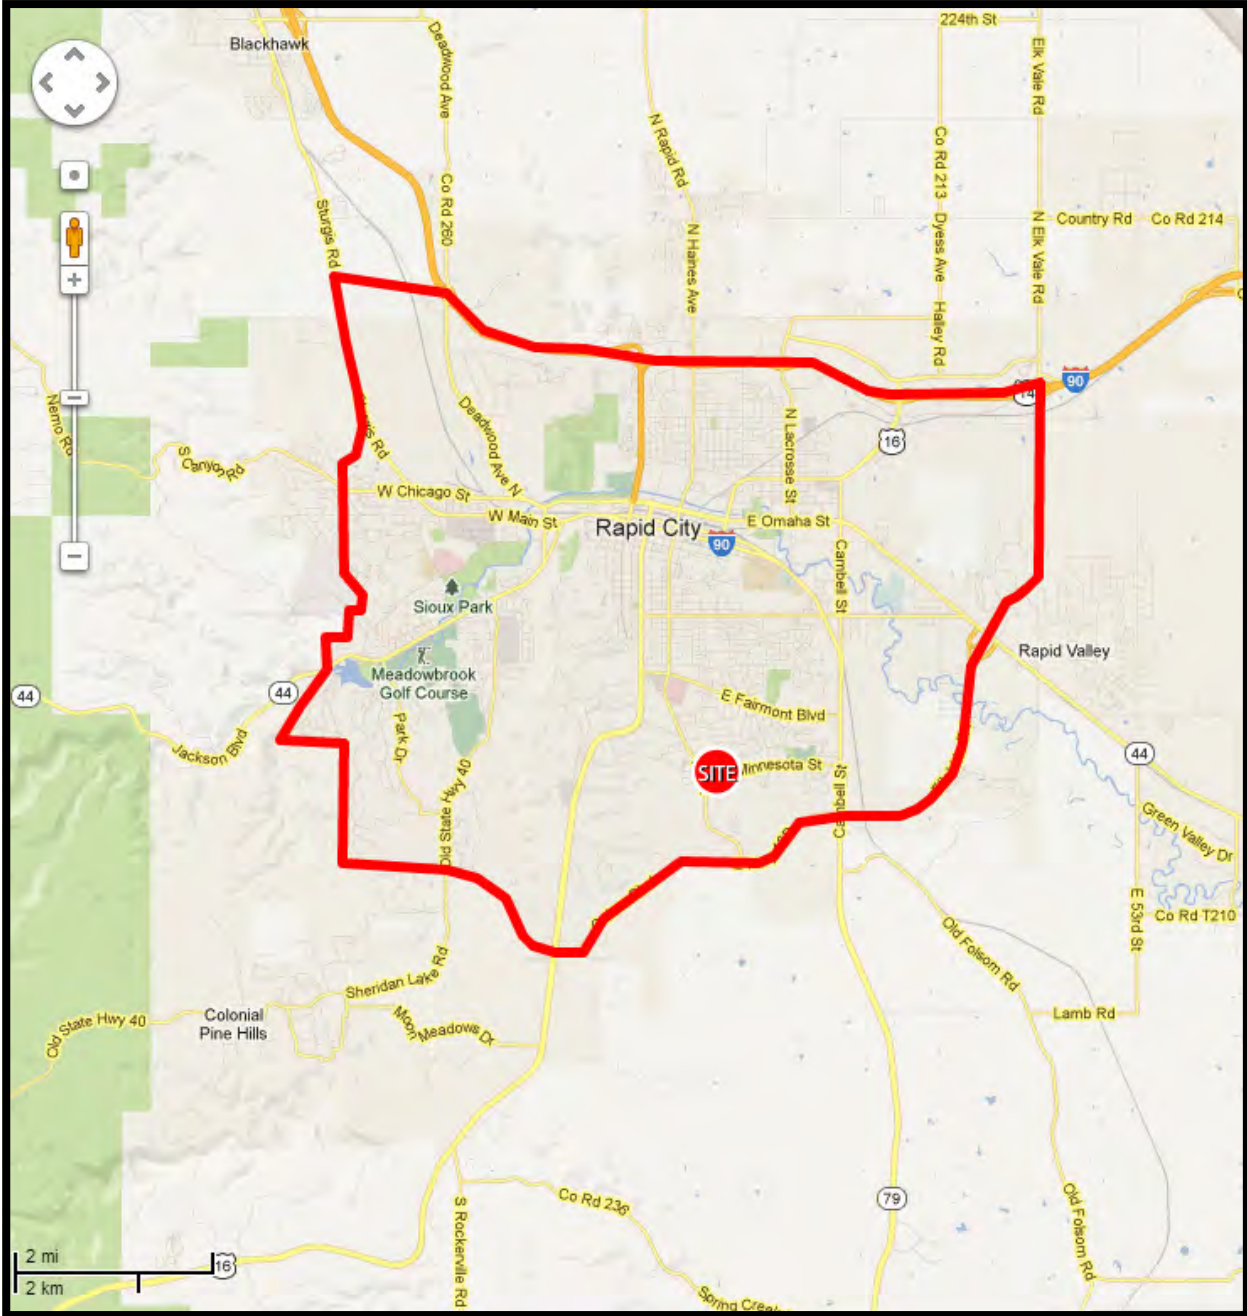 224th St
Blackhawk
Deadwood Ave
Elk Vale Rd
N Rapid Rd
Co Rd 213
Co Rd 260
Sturgis Rd
Country Rd
Co Rd 214
N Haines Ave
Dyess Ave
N Elk Vale Rd
Hailey Rd
90
14
Nemo Rd
Deadwood Ave N
N Lacrosse St
16
S Canyon Rd
W Chicago St
W Main St
Rapid City
E Omaha St
90
Cambell St
Sioux Park
Rapid Valley
Meadowbrook
Golf Course
44
44
E Fairmont Blvd
Park Dr
Jackson Blvd
44
SITE
Minnesota St
Old State Hwy 40
Cambell St
Green Valley Dr
E 53rd St
Co Rd T210
Old Folsom Rd
Sheridan Lake Rd
Colonial
Pine Hills
Old State Hwy 40
Moon
Meadows Dr
Lamb Rd
Co Rd 236
79
S Rockerville Rd
Old Folsom Rd
2 mi
2 km
16
Spring Creek